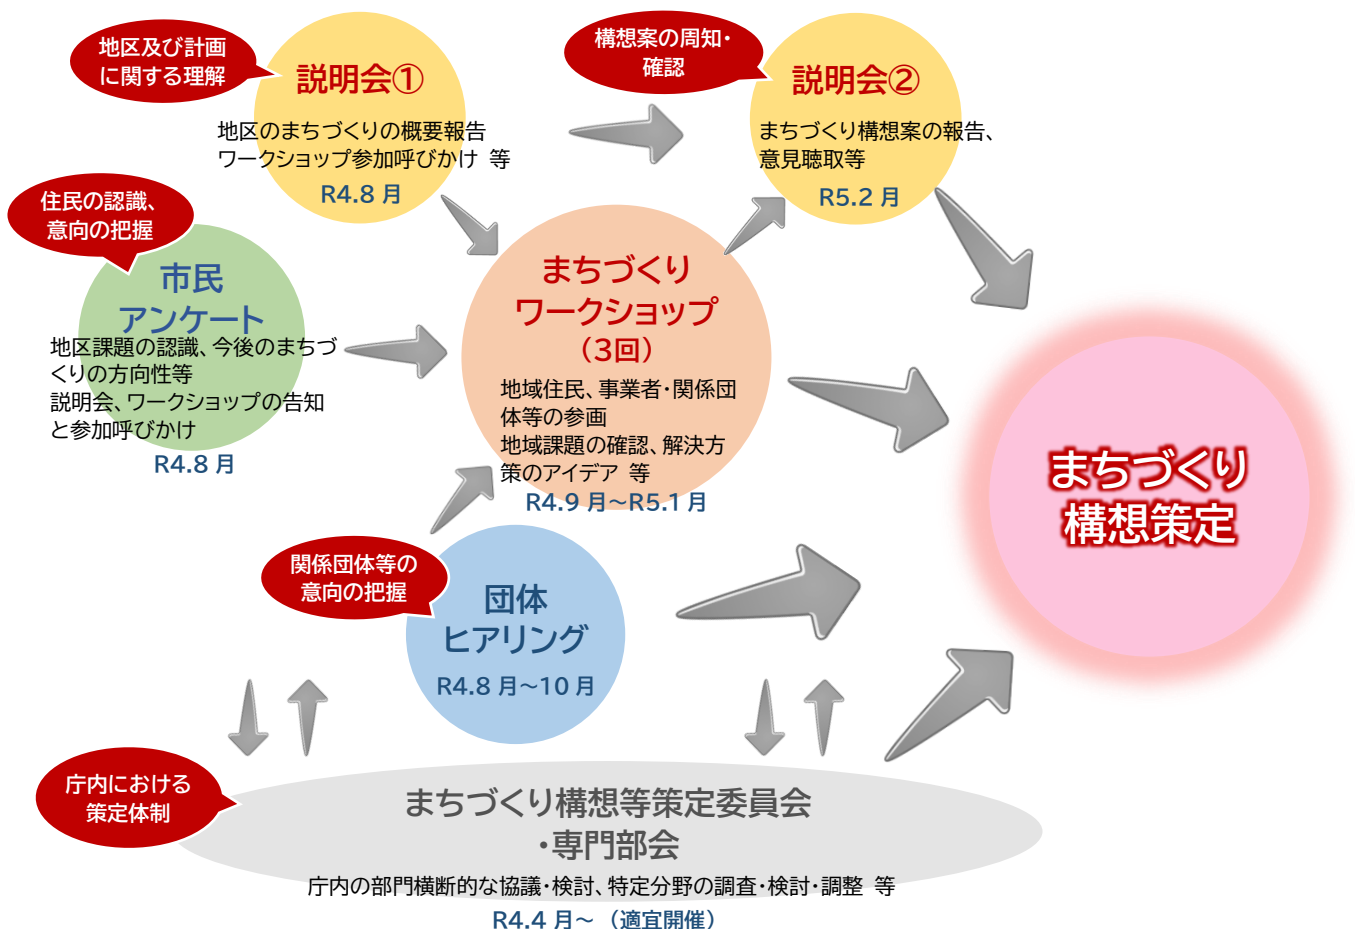 地区及び計画
に関する理解
説明会①
地区のまちづくりの概要報告
ワークショップ参加呼びかけ 等
R4.8 月
構想案の周知・
確認
説明会②
まちづくり構想案の報告、
意見聴取等
R5.2 月
住民の認識、
意向の把握
市民
アンケート
地区課題の認識、今後のまちづ
くりの方向性等
説明会、ワークショップの告知
と参加呼びかけ
R4.8 月
まちづくり
ワークショップ
（3回）
地域住民、事業者・関係団
体等の参画
地域課題の確認、解決方
策のアイデア 等
R4.9 月～R5.1 月
まちづくり
構想策定
関係団体等の
意向の把握
団体
ヒアリング
R4.8 月～10 月
庁内における
策定体制
まちづくり構想等策定委員会
・専門部会
庁内の部門横断的な協議・検討、特定分野の調査・検討・調整 等
R4.4 月～ （適宜開催）